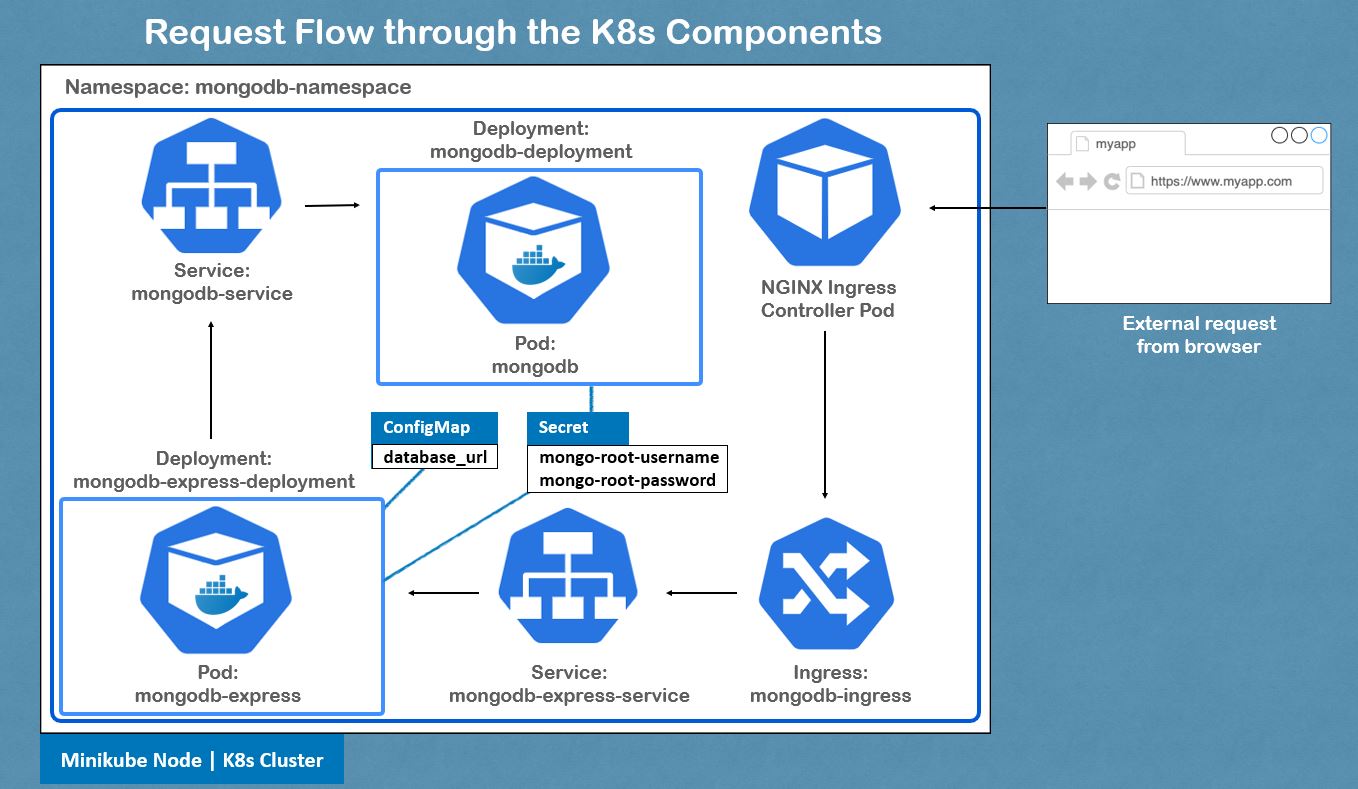 Request Flow through the K8s Components
Namespace: mongodb-namespace
Service:
mongodb-service
Deployment:
mongodb-deployment
Pod:
mongodb
NGINX Ingress
Controller Pod
myapp
https://www.myapp.com
External request
from browser
ConfigMap
database_url
Secret
mongo-root-username
mongo-root-password
Deployment:
mongodb-express-deployment
Pod:
mongodb-express
Service:
mongodb-express-service
Ingress:
mongodb-ingress
Minikube Node | K8s Cluster